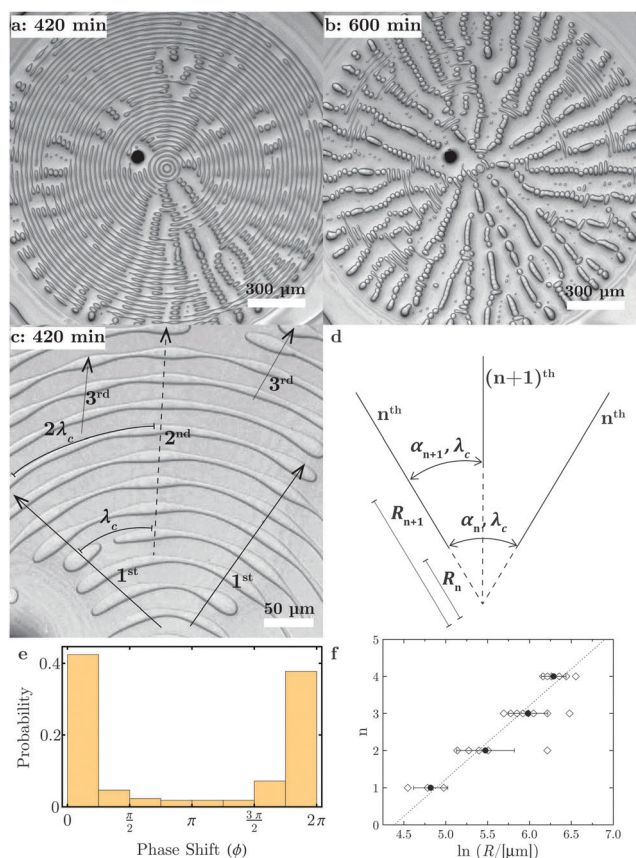 a: 420 min
b: 600 min
300 μm
300 μm
c: 420 min
3rd
3rd
2λc
2nd
λc
1st
1st
50 μm
d
(n+1)th
nth
nth
αn+1, λc
Rn+1
αn, λc
Rn
e
Probability
0.4
0.2
0
0
π/2
π
3π/2
2π
Phase Shift (ϕ)
f
n
5
4
3
2
1
0
4.5
5.0
5.5
6.0
6.5
7.0
ln (R/[μm])